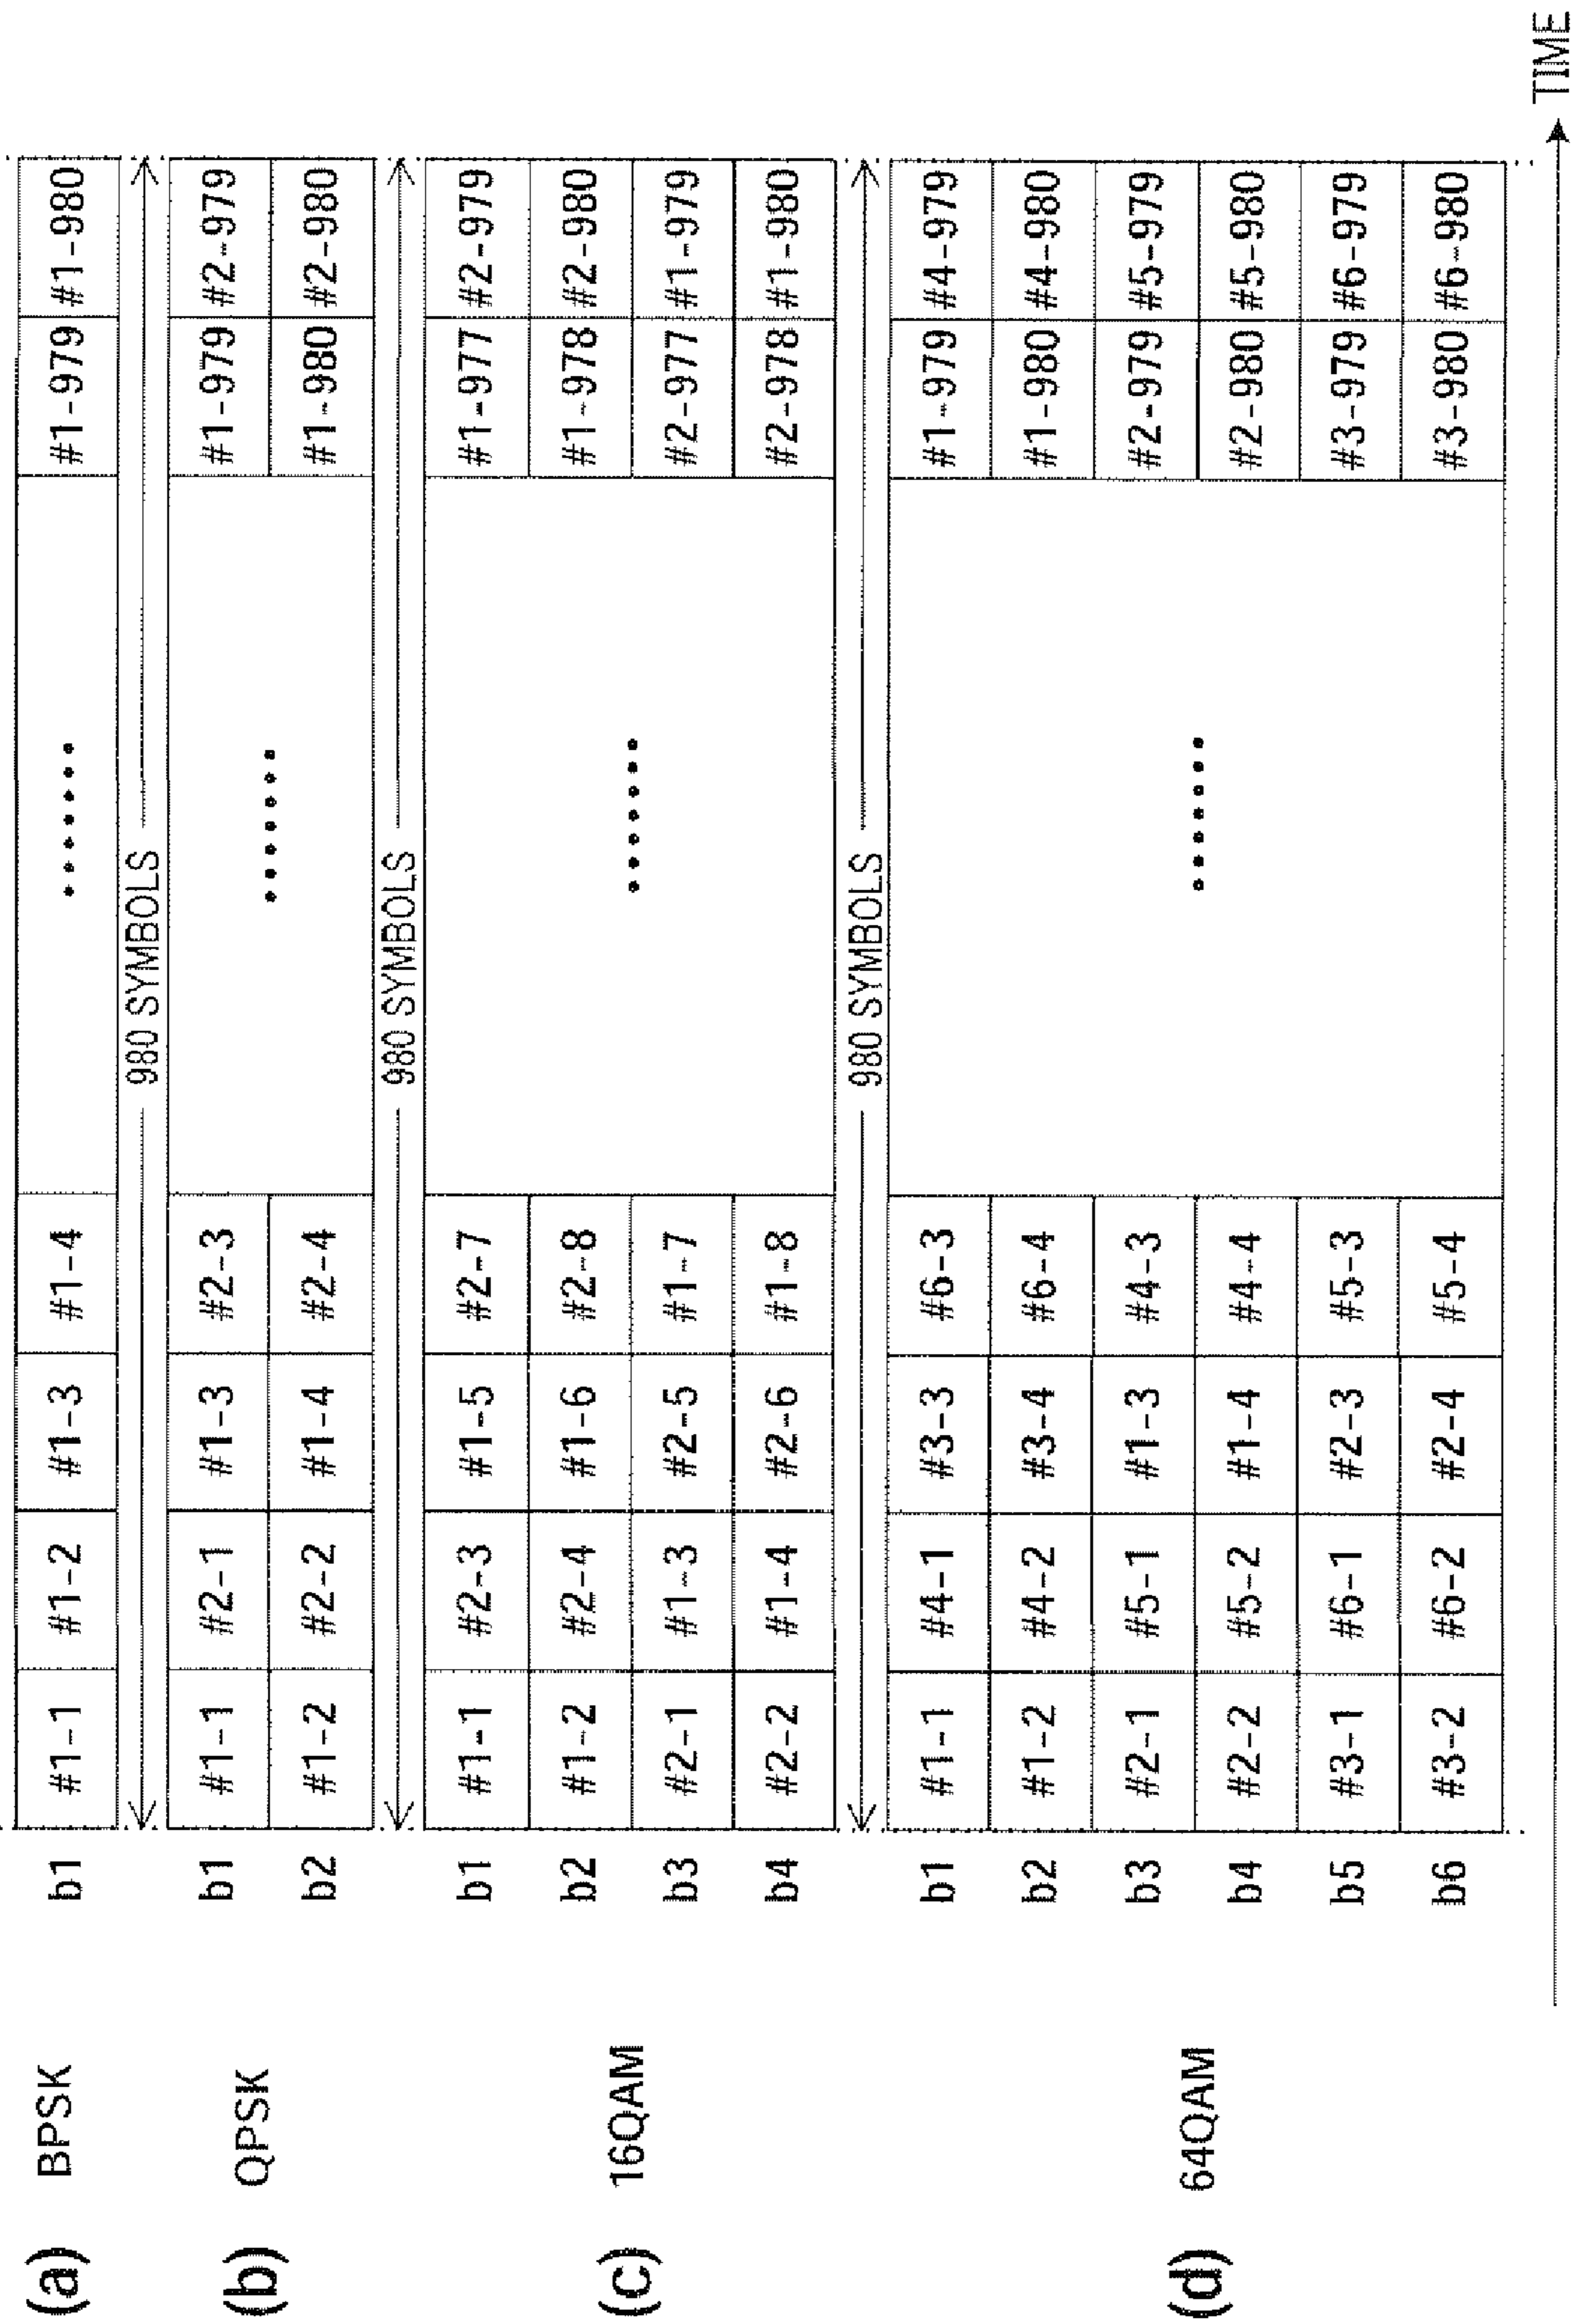 (a) BPSK
b1 #1-1 #1-2 #1-3 #1-4 ...... #1-979 #1-980
980 SYMBOLS
(b) QPSK
b1 #1-1 #2-1 #1-3 #2-3 #1-979 #2-979
b2 #1-2 #2-2 #1-4 #2-4 #1-980 #2-980
......
980 SYMBOLS
(c) 16QAM
b1 #1-1 #2-3 #1-5 #2-7 #1-977 #2-979
b2 #1-2 #2-4 #1-6 #2-8 #1-978 #2-980
b3 #2-1 #1-3 #2-5 #1-7 #2-977 #1-979
b4 #2-2 #1-4 #2-6 #1-8 #2-978 #1-980
......
980 SYMBOLS
(d) 64QAM
b1 #1-1 #4-1 #3-3 #6-3 #1-979 #4-979
b2 #1-2 #4-2 #3-4 #6-4 #1-980 #4-980
b3 #2-1 #5-1 #1-3 #4-3 #2-979 #5-979
b4 #2-2 #5-2 #1-4 #4-4 #2-980 #5-980
b5 #3-1 #6-1 #2-3 #5-3 #3-979 #6-979
b6 #3-2 #6-2 #2-4 #5-4 #3-980 #6-980
......
TIME